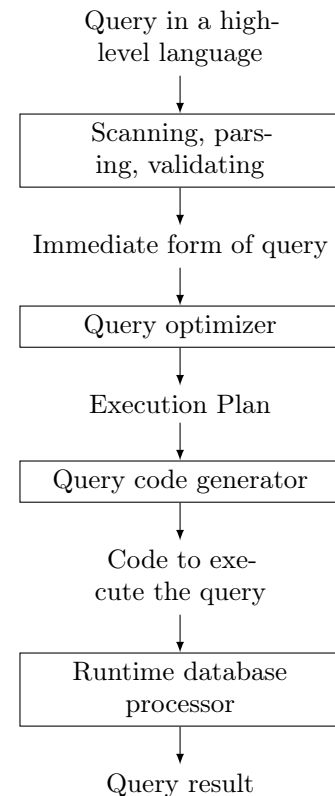 Query in a high-
level language
Scanning, pars-
ing, validating
Immediate form of query
Query optimizer
Execution Plan
Query code generator
Code to exe-
cute the query
Runtime database
processor
Query result